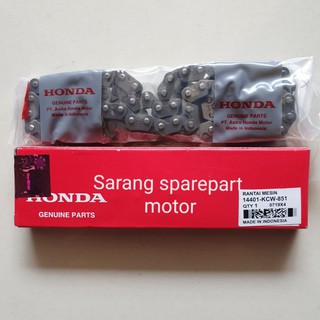 HONDA
GENUINE PARTS
PT. Astra Honda Motor
Made in Indonesia
HONDA
GENUINE PARTS
PT. Astra Honda Motor
Made in Indonesia
Sarang sparepart
motor
HONDA
GENUINE PARTS
RANTAI MESIN
14401-KCW-851
QTY 1 0719X4
MADE IN INDONESIA